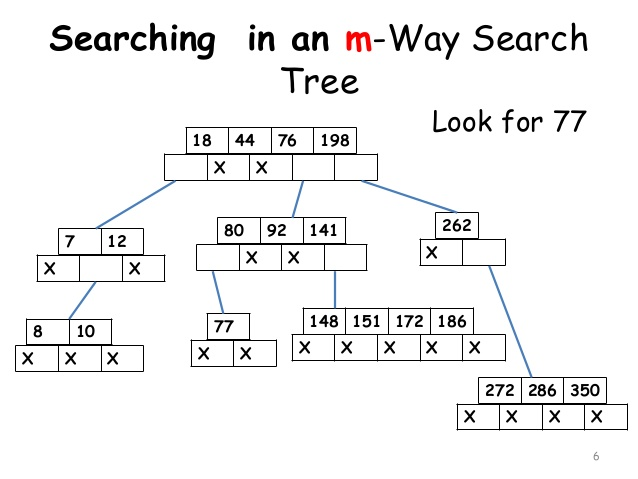 Searching in an m-Way Search
Tree
Look for 77
18 44 76 198
X X
7 12
X X
80 92 141
X X
262
X
8 10
X X X
77
X X
148 151 172 186
X X X X X
272 286 350
X X X X
6